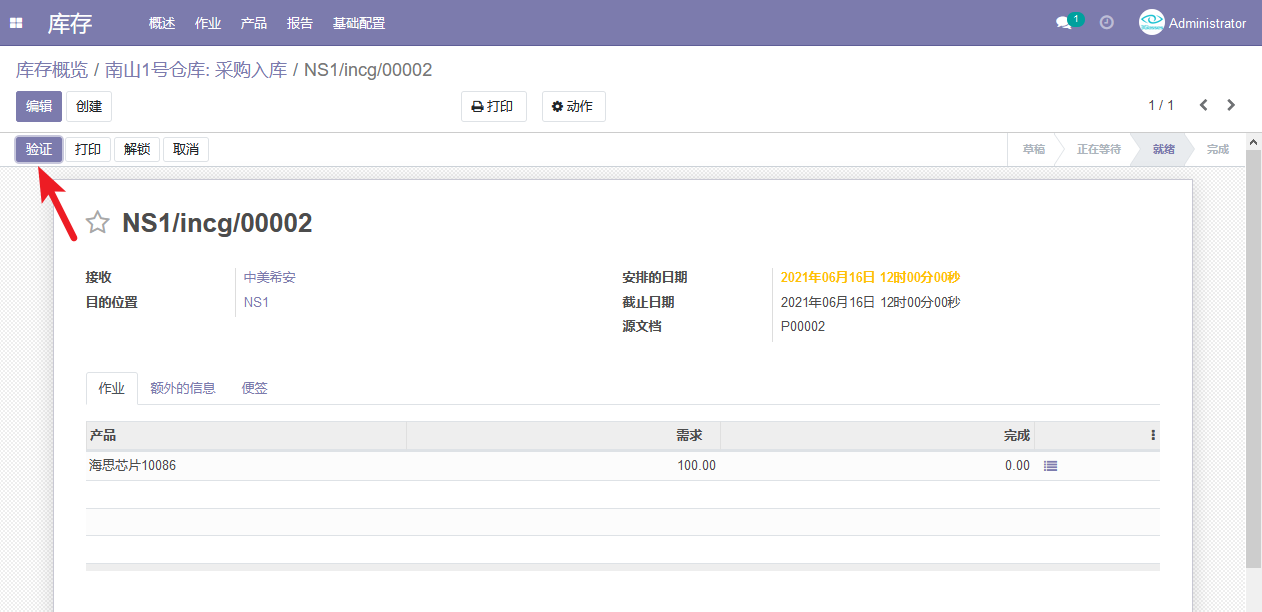 库存 概述 作业 产品 报告 基础配置 1 Administrator
库存概览 / 南山1号仓库: 采购入库 / NS1/incg/00002
编辑 创建 打印 动作 1 / 1
验证 打印 解锁 取消 草稿 正在等待 就绪 完成
NS1/incg/00002
接收 中美希安 安排的日期 2021年06月16日 12时00分00秒
目的位置 NS1 截止日期 2021年06月16日 12时00分00秒
源文档 P00002
作业 额外的信息 便签
产品 需求 完成
海思芯片10086 100.00 0.00